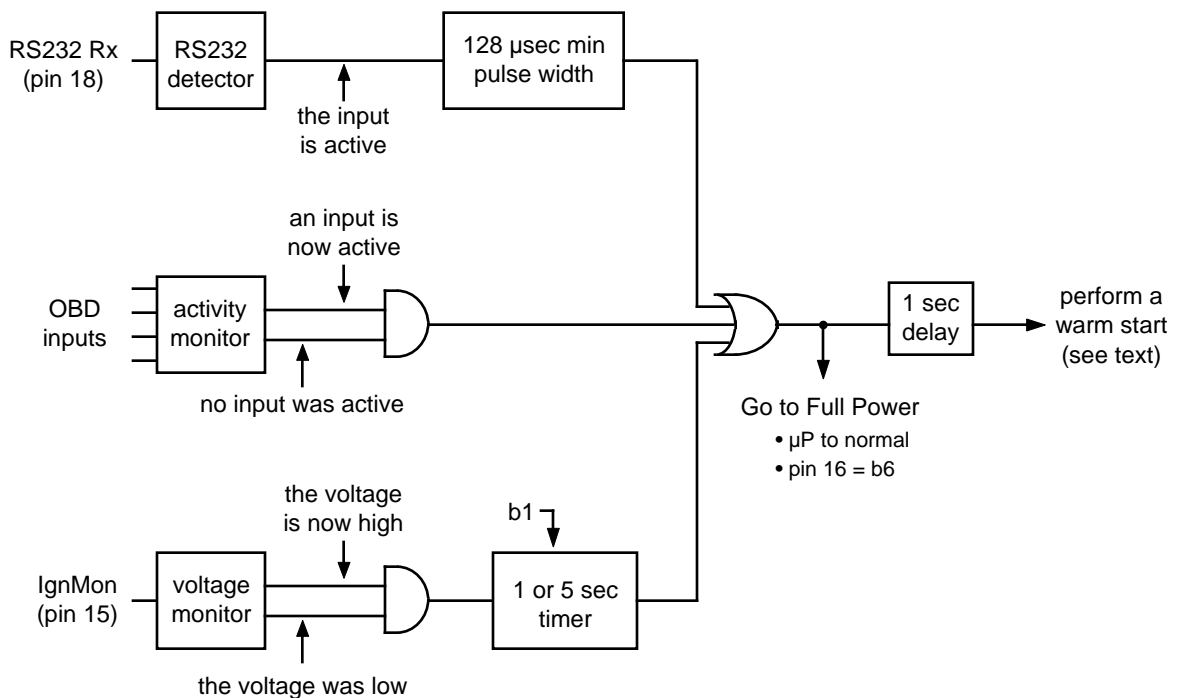 RS232 Rx
(pin 18)
RS232
detector
the input
is active
128 µsec min
pulse width
an input is
now active
OBD
inputs
activity
monitor
no input was active
1 sec
delay
perform a
warm start
(see text)
Go to Full Power
• µP to normal
• pin 16 = b6
the voltage
is now high
b1
IgnMon
(pin 15)
voltage
monitor
1 or 5 sec
timer
the voltage was low